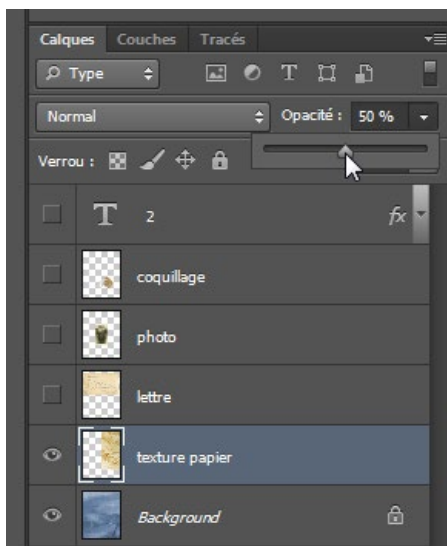 Calques Couches Tracés
Type T
Normal Opacité : 50 %
Verrou :
T 2 fx
coquillage
photo
lettre
texture papier
Background